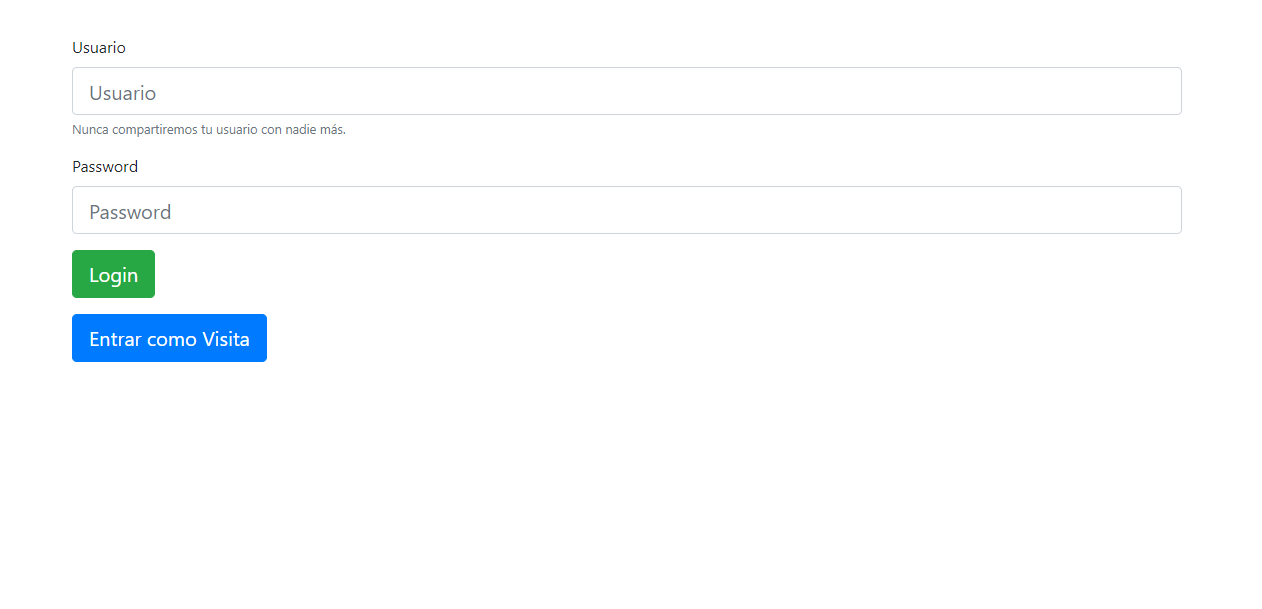 Usuario
Usuario
Nunca compartiremos tu usuario con nadie más.
Password
Password
Login
Entrar como Visita